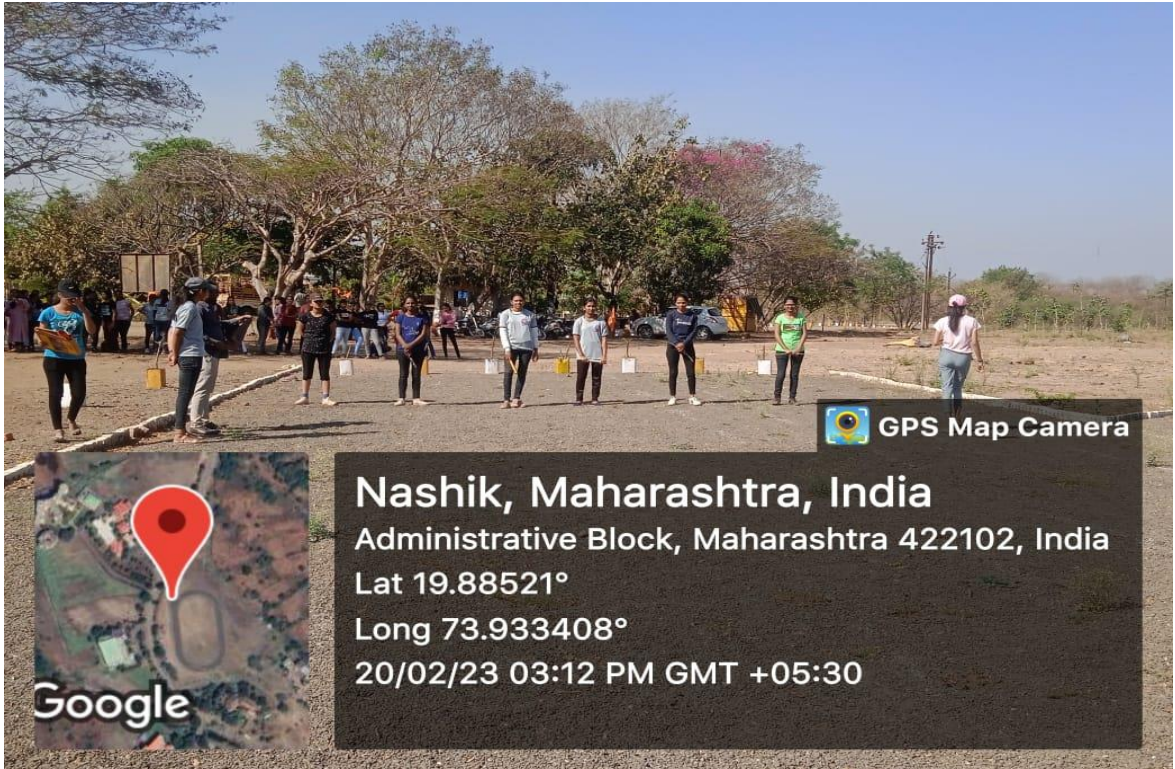 GPS Map Camera
Nashik, Maharashtra, India
Administrative Block, Maharashtra 422102, India
Lat 19.88521°
Long 73.933408°
20/02/23 03:12 PM GMT +05:30
Google